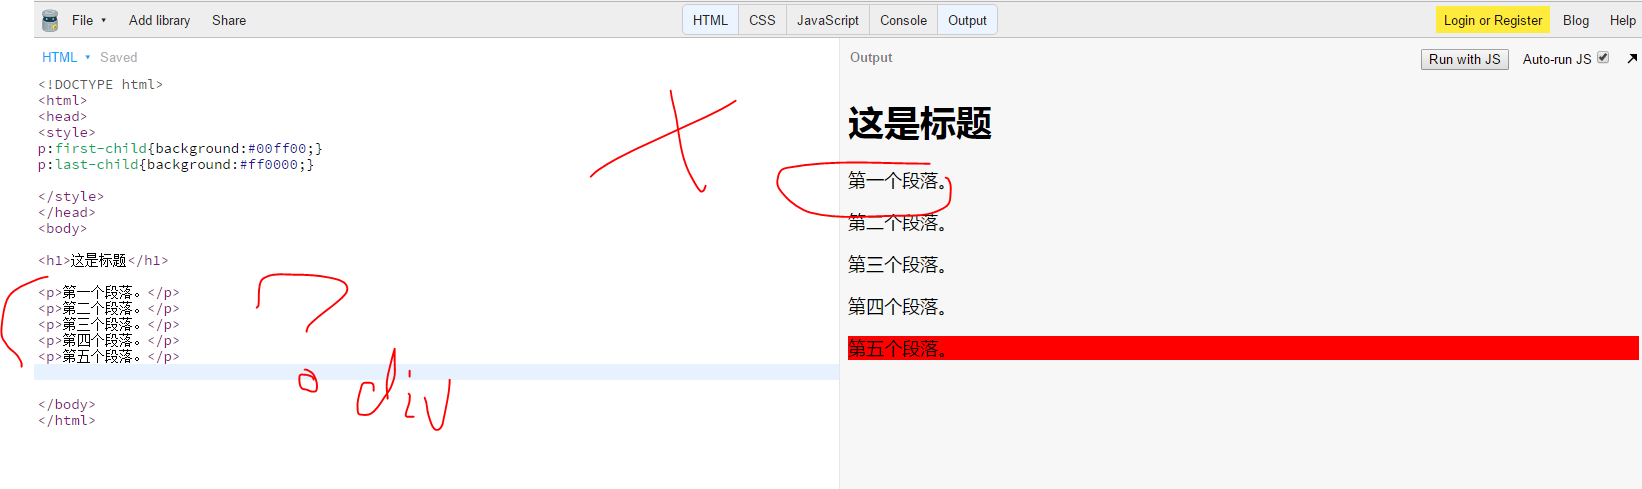 File ▾ Add library Share HTML CSS JavaScript Console Output Login or Register Blog Help
HTML ▾ Saved
Output Run with JS Auto-run JS
<!DOCTYPE html>
<html>
<head>
<style>
p:first-child{background:#00ff00;}
p:last-child{background:#ff0000;}
</style>
</head>
<body>
<h1>这是标题</h1>
<p>第一个段落。</p>
<p>第二个段落。</p>
<p>第三个段落。</p>
<p>第四个段落。</p>
<p>第五个段落。</p>
</body>
</html>
?
div
这是标题
第一个段落。
第二个段落。
第三个段落。
第四个段落。
第五个段落。